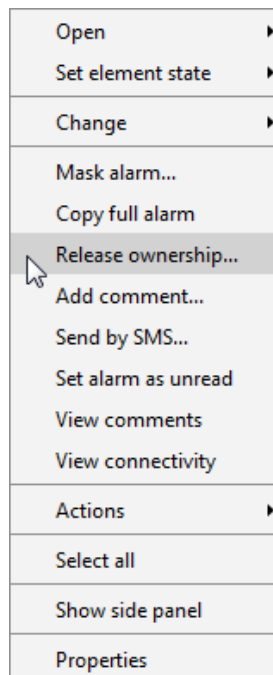 Open
Set element state
Change
Mask alarm...
Copy full alarm
Release ownership...
Add comment...
Send by SMS...
Set alarm as unread
View comments
View connectivity
Actions
Select all
Show side panel
Properties